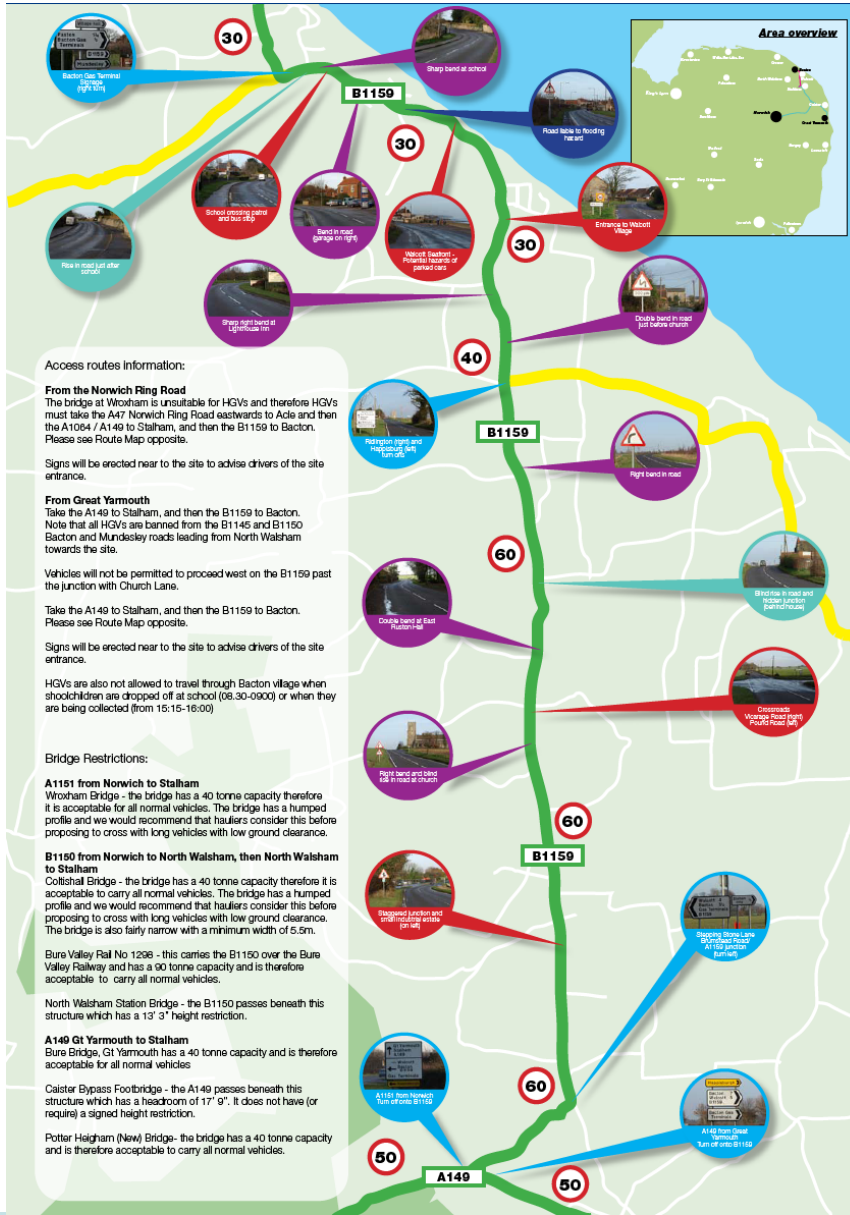 Area overview
30
Bacton Gas Terminal
Signage
(right turn)
Sharp bend at school
B1159
Road liable to flooding
hazard
30
School crossing patrol
and bus stop
Bend in road
(garage on right)
Walcott Seafront -
Potential hazards of
parked cars
Entrance to Walcott
Village
30
Rise in road just after
school
Sharp right bend at
Lighthouse Inn
Double bend in road
just before church
40
Ridlington (right) and
Happisburg (left)
turn offs
B1159
Right bend in road
60
Blind rise in road and
hidden junction
(behind house)
Double bend at East
Ruston Hall
Crossroads
Vicarage Road (right)
Pound Road (left)
Right bend and blind
rise in road at church
60
B1159
Staggered junction and
small industrial estate
(on left)
Stepping Stone Lane
Brumstead Road/
A1159 junction
(turn left)
60
A1151 from Norwich
Turn off onto B1159
A149 from Great
Yarmouth
Turn off onto B1159
50
A149
50
Access routes information:
From the Norwich Ring Road
The bridge at Wroxham is unsuitable for HGVs and therefore HGVs
must take the A47 Norwich Ring Road eastwards to Acle and then
the A1064 / A149 to Stalham, and then the B1159 to Bacton.
Please see Route Map opposite.
Signs will be erected near to the site to advise drivers of the site
entrance.
From Great Yarmouth
Take the A149 to Stalham, and then the B1159 to Bacton.
Note that all HGVs are banned from the B1145 and B1150
Bacton and Mundesley roads leading from North Walsham
towards the site.
Vehicles will not be permitted to proceed west on the B1159 past
the junction with Church Lane.
Take the A149 to Stalham, and then the B1159 to Bacton.
Please see Route Map opposite.
Signs will be erected near to the site to advise drivers of the site
entrance.
HGVs are also not allowed to travel through Bacton village when
shoolchildren are dropped off at school (08.30-0900) or when they
are being collected (from 15:15-16:00)
Bridge Restrictions:
A1151 from Norwich to Stalham
Wroxham Bridge - the bridge has a 40 tonne capacity therefore
it is acceptable for all normal vehicles. The bridge has a humped
profile and we would recommend that hauliers consider this before
proposing to cross with long vehicles with low ground clearance.
B1150 from Norwich to North Walsham, then North Walsham
to Stalham
Coltishall Bridge - the bridge has a 40 tonne capacity therefore it is
acceptable to carry all normal vehicles. The bridge has a humped
profile and we would recommend that hauliers consider this before
proposing to cross with long vehicles with low ground clearance.
The bridge is also fairly narrow with a minimum width of 5.5m.
Bure Valley Rail No 1298 - this carries the B1150 over the Bure
Valley Railway and has a 90 tonne capacity and is therefore
acceptable to carry all normal vehicles.
North Walsham Station Bridge - the B1150 passes beneath this
structure which has a 13' 3" height restriction.
A149 Gt Yarmouth to Stalham
Bure Bridge, Gt Yarmouth has a 40 tonne capacity and is therefore
acceptable for all normal vehicles
Caister Bypass Footbridge - the A149 passes beneath this
structure which has a headroom of 17' 9". It does not have (or
require) a signed height restriction.
Potter Heigham (New) Bridge- the bridge has a 40 tonne capacity
and is therefore acceptable to carry all normal vehicles.